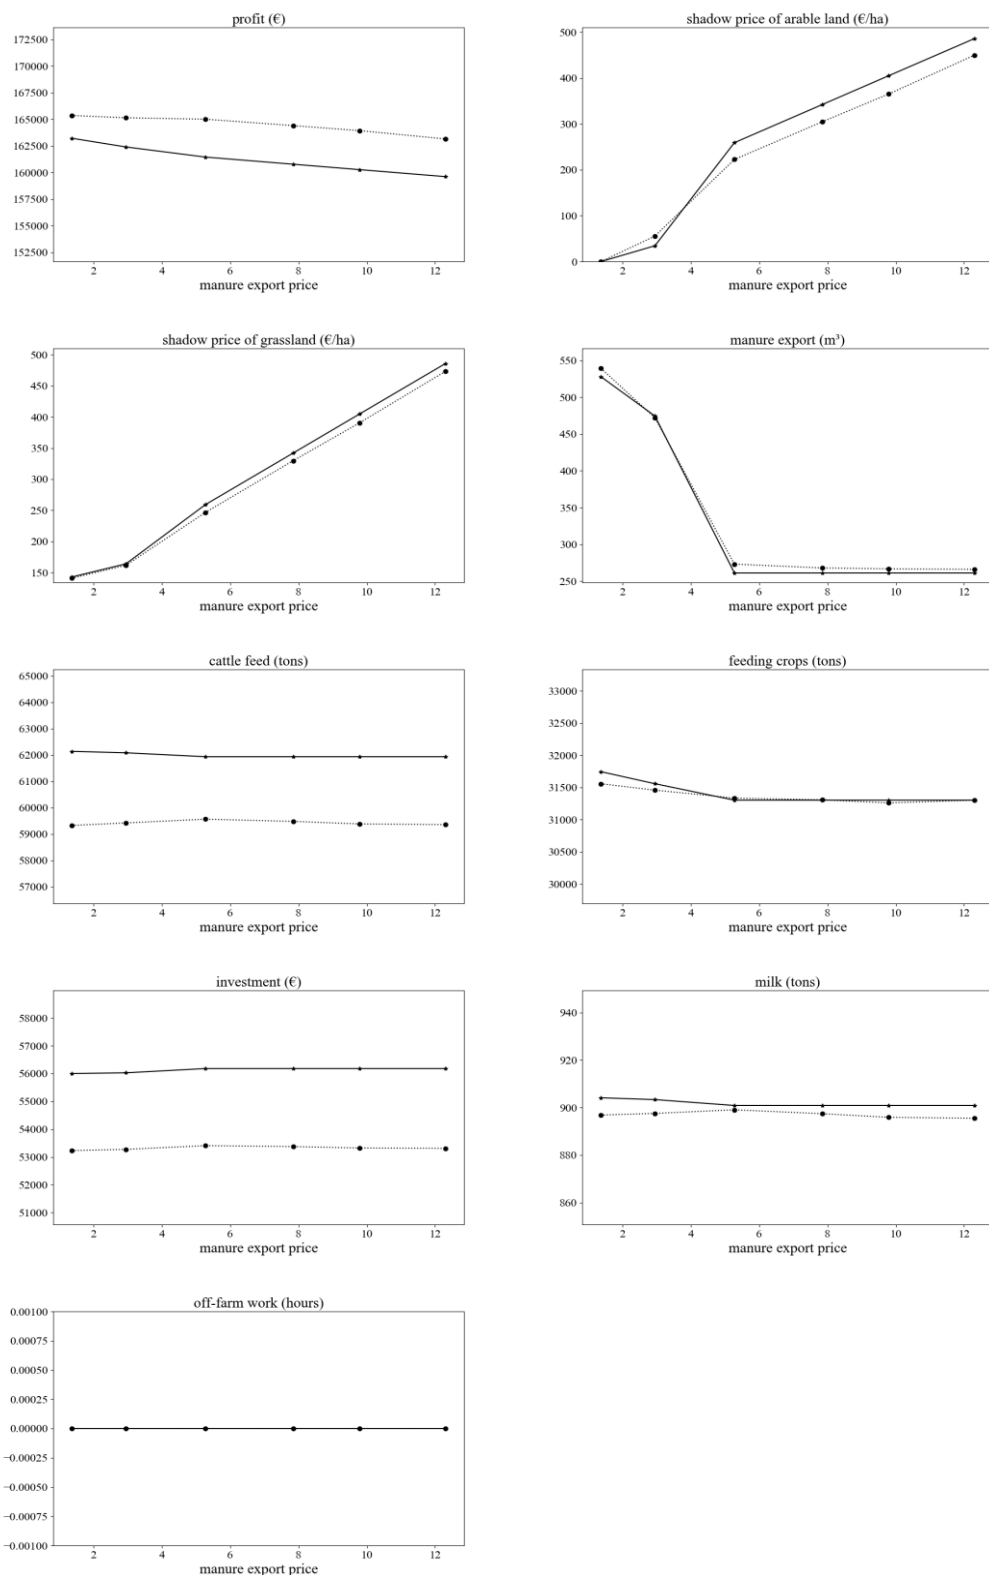 profit (€)
172500
170000
167500
165000
162500
160000
157500
155000
152500
2 4 6 8 10 12
manure export price
shadow price of arable land (€/ha)
500
400
300
200
100
0
2 4 6 8 10 12
manure export price
shadow price of grassland (€/ha)
500
450
400
350
300
250
200
150
2 4 6 8 10 12
manure export price
manure export (m³)
550
500
450
400
350
300
250
2 4 6 8 10 12
manure export price
cattle feed (tons)
65000
64000
63000
62000
61000
60000
59000
58000
57000
2 4 6 8 10 12
manure export price
feeding crops (tons)
33000
32500
32000
31500
31000
30500
30000
2 4 6 8 10 12
manure export price
investment (€)
58000
57000
56000
55000
54000
53000
52000
51000
2 4 6 8 10 12
manure export price
milk (tons)
940
920
900
880
860
2 4 6 8 10 12
manure export price
off-farm work (hours)
0.00100
0.00075
0.00050
0.00025
0.00000
−0.00025
−0.00050
−0.00075
−0.00100
2 4 6 8 10 12
manure export price